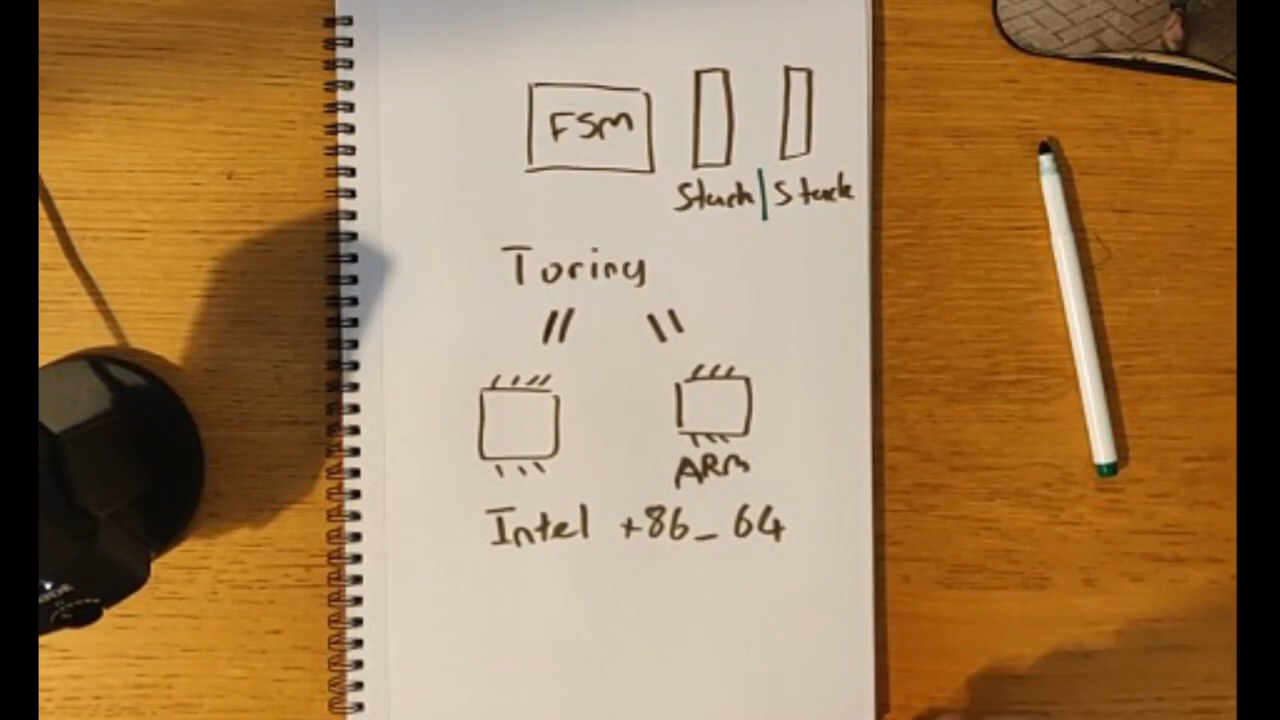 FSM
Stack | Stack
Turing
ARM
Intel x86_64